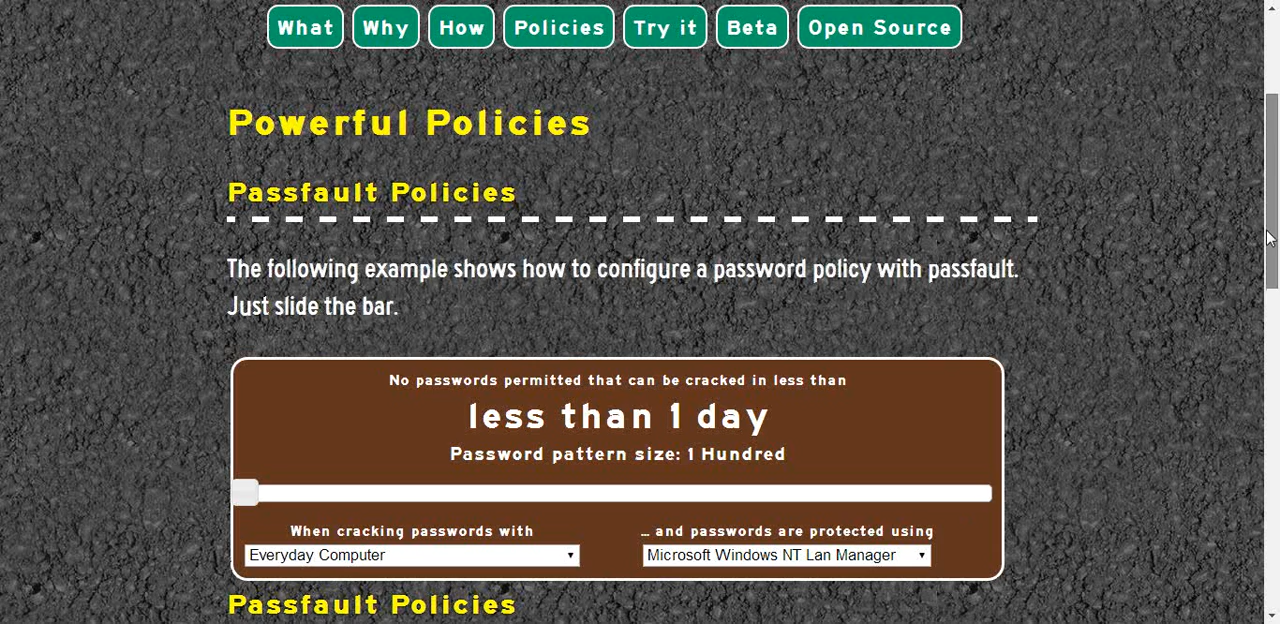 What Why How Policies Try it Beta Open Source
Powerful Policies
Passfault Policies
The following example shows how to configure a password policy with passfault.
Just slide the bar.
No passwords permitted that can be cracked in less than
less than 1 day
Password pattern size: 1 Hundred
When cracking passwords with ... and passwords are protected using
Everyday Computer Microsoft Windows NT Lan Manager
Passfault Policies